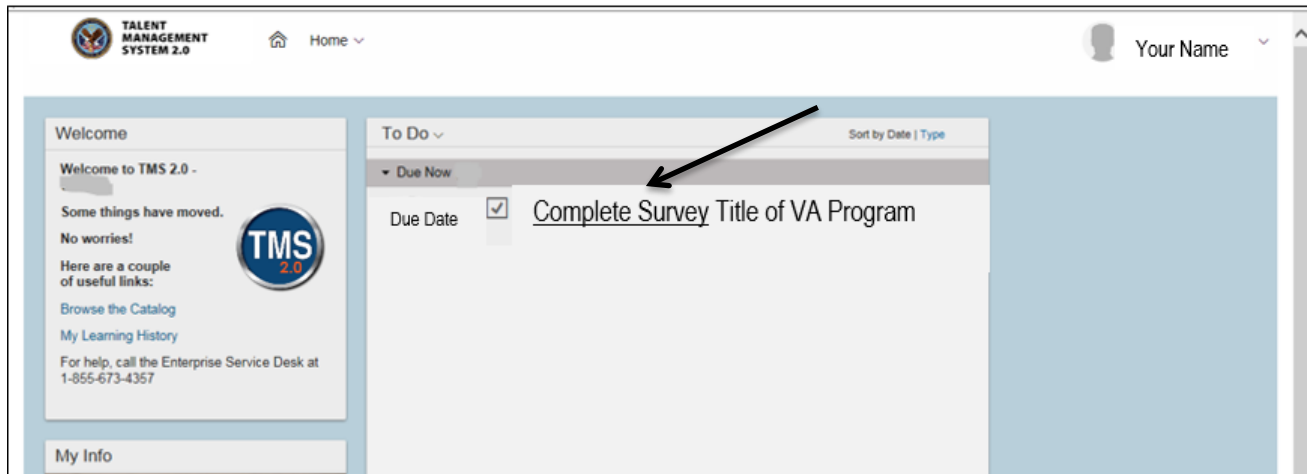 TALENT
MANAGEMENT
SYSTEM 2.0
Home
Your Name
Welcome
Welcome to TMS 2.0 -
Some things have moved.
No worries!
Here are a couple
of useful links:
TMS
2.0
Browse the Catalog
My Learning History
For help, call the Enterprise Service Desk at
1-855-673-4357
My Info
To Do
Sort by Date | Type
Due Now
Due Date Complete Survey Title of VA Program